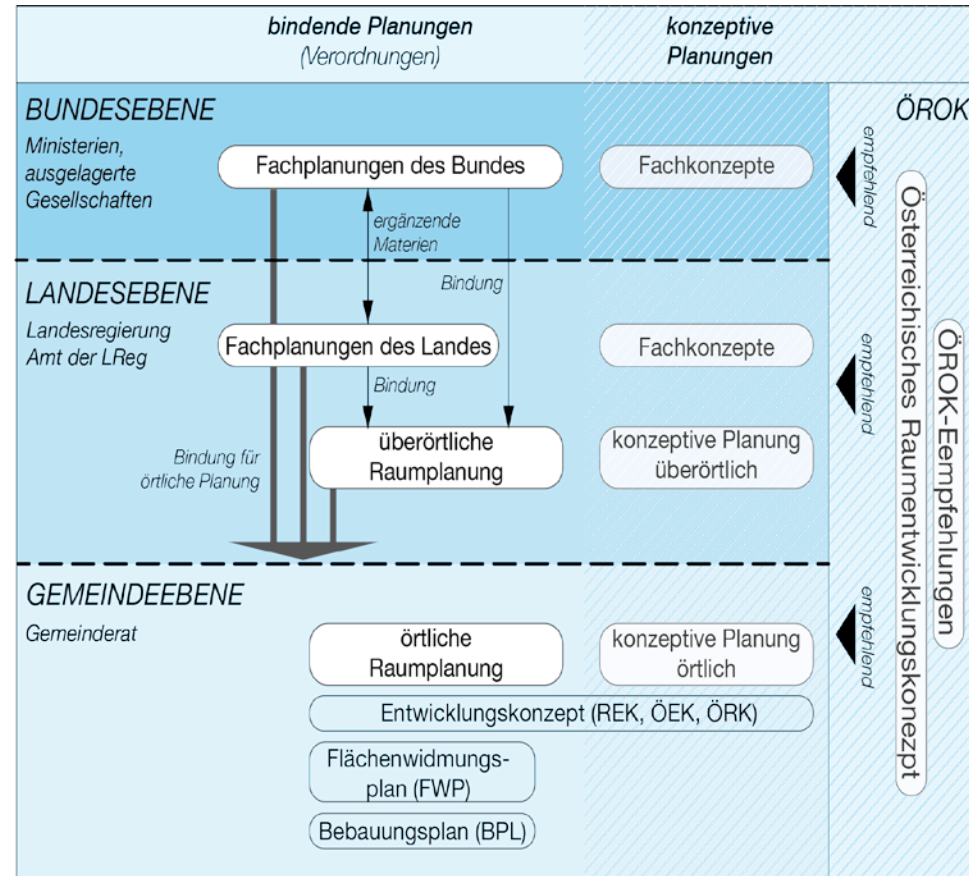 bindende Planungen
(Verordnungen)
konzeptive
Planungen
BUNDESEBENE
Ministerien,
ausgelagerte
Gesellschaften
Fachplanungen des Bundes
Fachkonzepte
ergänzende
Materien
Bindung
LANDESEBENE
Landesregierung
Amt der LReg
Fachplanungen des Landes
Fachkonzepte
Bindung
überörtliche
Raumplanung
konzeptive Planung
überörtlich
Bindung für
örtliche Planung
GEMEINDEEBENE
Gemeinderat
örtliche
Raumplanung
konzeptive Planung
örtlich
Entwicklungskonzept (REK, ÖEK, ÖRK)
Flächenwidmungs-
plan (FWP)
Bebauungsplan (BPL)
ÖROK
empfehlend
empfehlend
empfehlend
Österreichisches Raumentwicklungskonezpt
ÖROK-Eempfehlungen